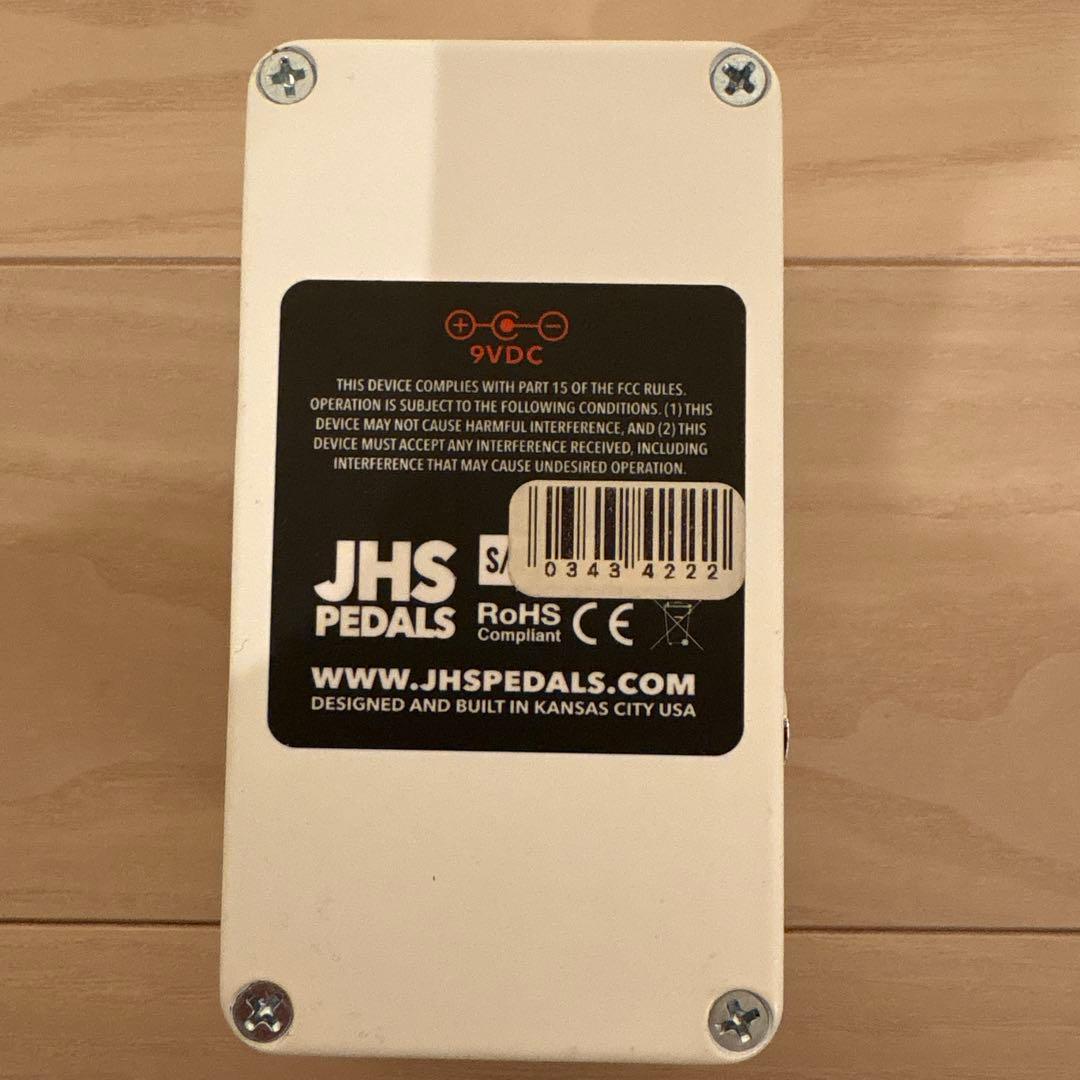 + -
9VDC
THIS DEVICE COMPLIES WITH PART 15 OF THE FCC RULES.
OPERATION IS SUBJECT TO THE FOLLOWING CONDITIONS. (1) THIS
DEVICE MAY NOT CAUSE HARMFUL INTERFERENCE, AND (2) THIS
DEVICE MUST ACCEPT ANY INTERFERENCE RECEIVED, INCLUDING
INTERFERENCE THAT MAY CAUSE UNDESIRED OPERATION.
S/
0343 4222
JHS
PEDALS
RoHS
Compliant
CE
WWW.JHSPEDALS.COM
DESIGNED AND BUILT IN KANSAS CITY USA